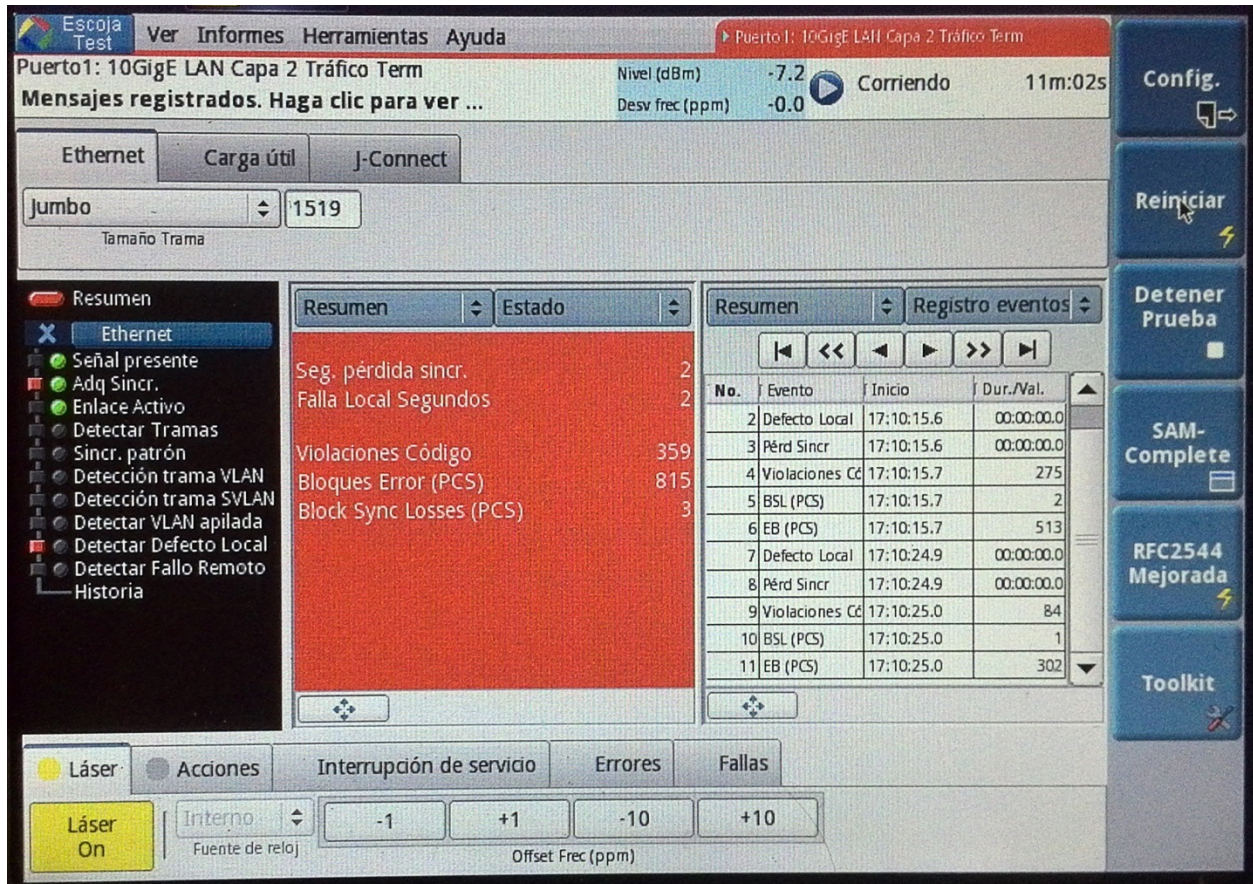 Escoja Test
Ver Informes Herramientas Ayuda
Puerto1: 10GigE LAN Capa 2 Tráfico Term
Puerto1: 10GigE LAN Capa 2 Tráfico Term
Mensajes registrados. Haga clic para ver ...
Nivel (dBm) -7.2
Desv frec (ppm) -0.0
Corriendo 11m:02s
Config.
Ethernet Carga útil J-Connect
Jumbo 1519
Tamaño Trama
Reiniciar
Detener
Prueba
SAM-
Complete
RFC2544
Mejorada
Toolkit
Resumen
Ethernet
Señal presente
Adq Sincr.
Enlace Activo
Detectar Tramas
Sincr. patrón
Detección trama VLAN
Detección trama SVLAN
Detectar VLAN apilada
Detectar Defecto Local
Detectar Fallo Remoto
Historia
Resumen Estado
Seg. pérdida sincr. 2
Falla Local Segundos 2
Violaciones Código 359
Bloques Error (PCS) 815
Block Sync Losses (PCS) 3
Resumen Registro eventos
No. Evento Inicio Dur./Val.
2 Defecto Local 17:10:15.6 00:00:00.0
3 Pérd Sincr 17:10:15.6 00:00:00.0
4 Violaciones Có 17:10:15.7 275
5 BSL (PCS) 17:10:15.7 2
6 EB (PCS) 17:10:15.7 513
7 Defecto Local 17:10:24.9 00:00:00.0
8 Pérd Sincr 17:10:24.9 00:00:00.0
9 Violaciones Có 17:10:25.0 84
10 BSL (PCS) 17:10:25.0 1
11 EB (PCS) 17:10:25.0 302
Láser Acciones Interrupción de servicio Errores Fallas
Láser
On
Interno
Fuente de reloj
-1 +1 -10 +10
Offset Frec (ppm)